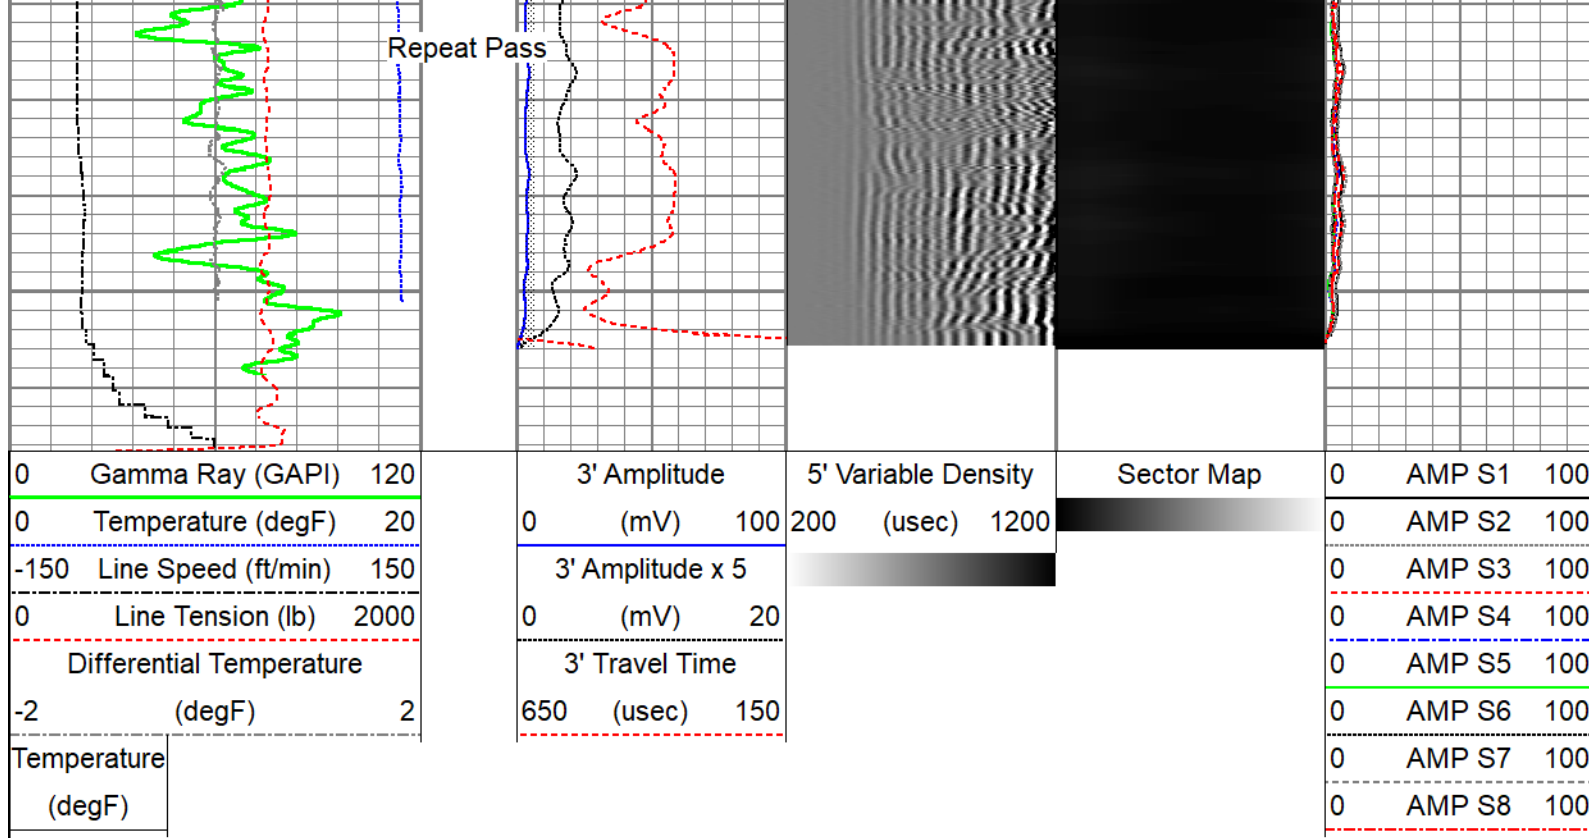 Repeat Pass
0 Gamma Ray (GAPI) 120
0 Temperature (degF) 20
-150 Line Speed (ft/min) 150
0 Line Tension (lb) 2000
Differential Temperature
-2 (degF) 2
Temperature
(degF)
3' Amplitude
0 (mV) 100
3' Amplitude x 5
0 (mV) 20
3' Travel Time
650 (usec) 150
5' Variable Density
200 (usec) 1200
Sector Map
0 AMP S1 100
0 AMP S2 100
0 AMP S3 100
0 AMP S4 100
0 AMP S5 100
0 AMP S6 100
0 AMP S7 100
0 AMP S8 100